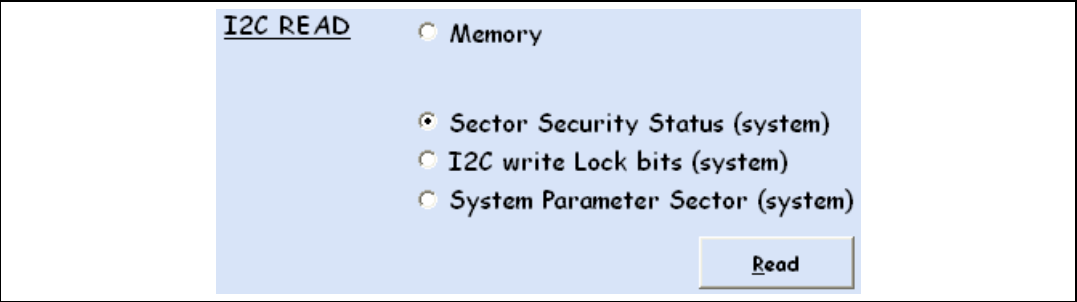 I2C READ
Memory
Sector Security Status (system)
I2C write Lock bits (system)
System Parameter Sector (system)
Read